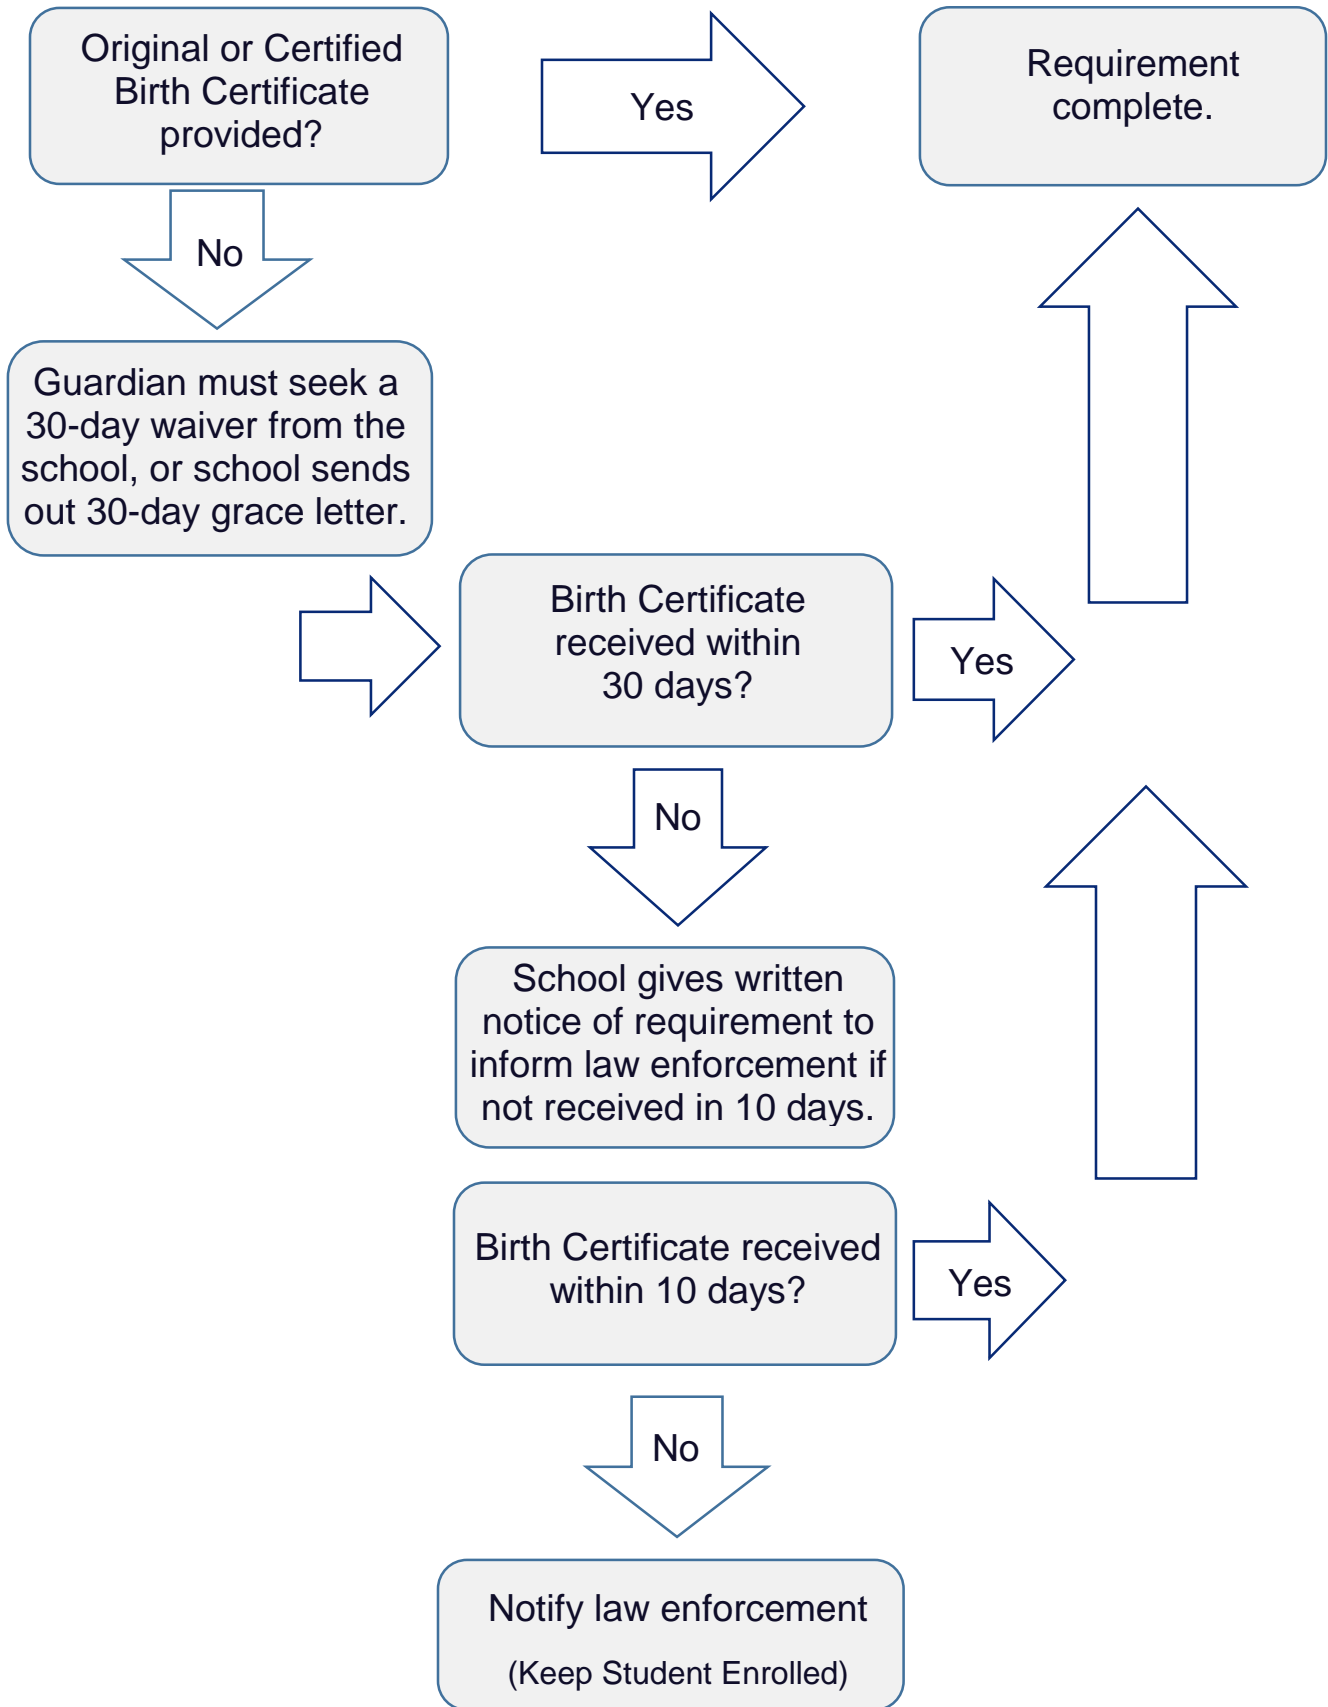 Original or Certified
Birth Certificate
provided?
Yes
Requirement
complete.
No
Guardian must seek a
30-day waiver from the
school, or school sends
out 30-day grace letter.
Birth Certificate
received within
30 days?
Yes
No
School gives written
notice of requirement to
inform law enforcement if
not received in 10 days.
Birth Certificate received
within 10 days?
Yes
No
Notify law enforcement
(Keep Student Enrolled)